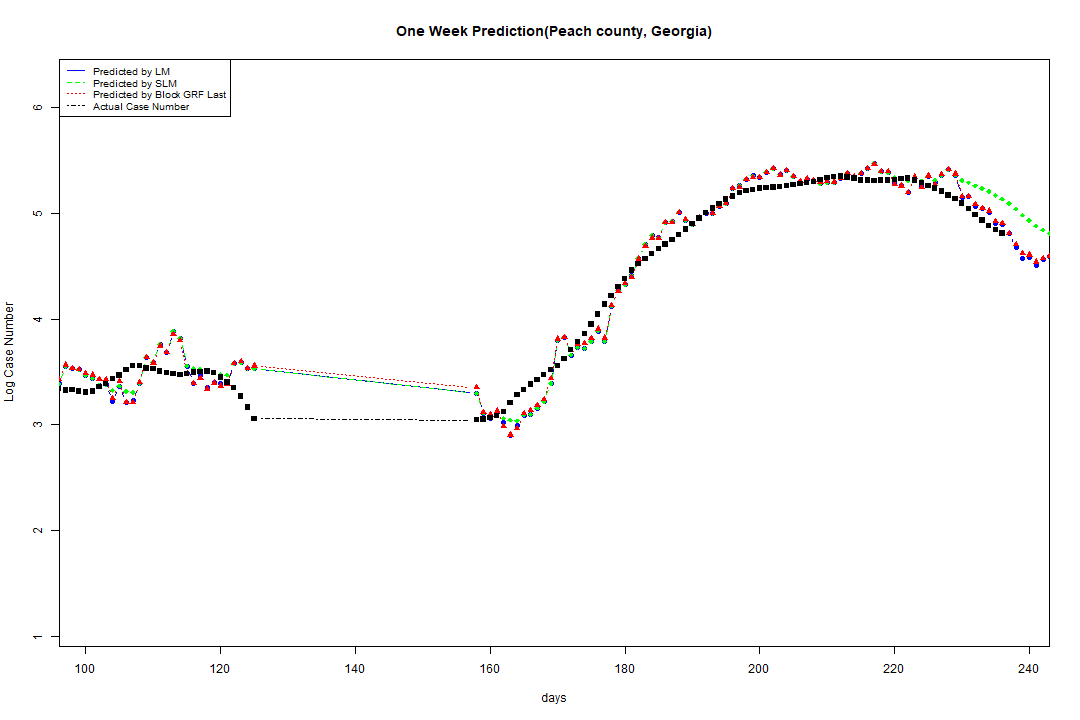 One Week Prediction(Peach county, Georgia)
Predicted by LM
Predicted by SLM
Predicted by Block GRF Last
Actual Case Number
6
5
4
3
2
1
Log Case Number
100 120 140 160 180 200 220 240
days